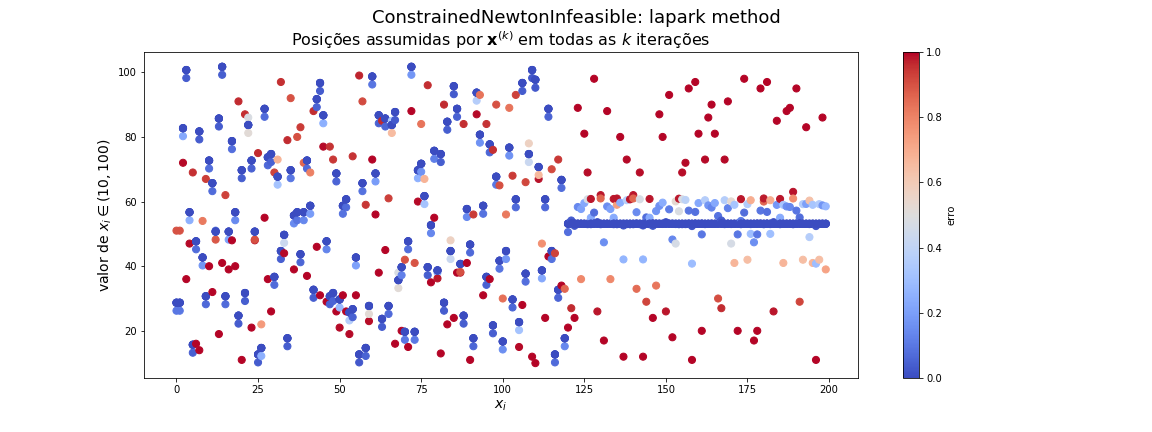 ConstrainedNewtonInfeasible: lapark method
Posições assumidas por x^(k) em todas as k iterações
valor de x_i ∈ (10, 100)
100
80
60
40
20
0 25 50 75 100 125 150 175 200
x_i
1.0
0.8
0.6
0.4
0.2
0.0
erro